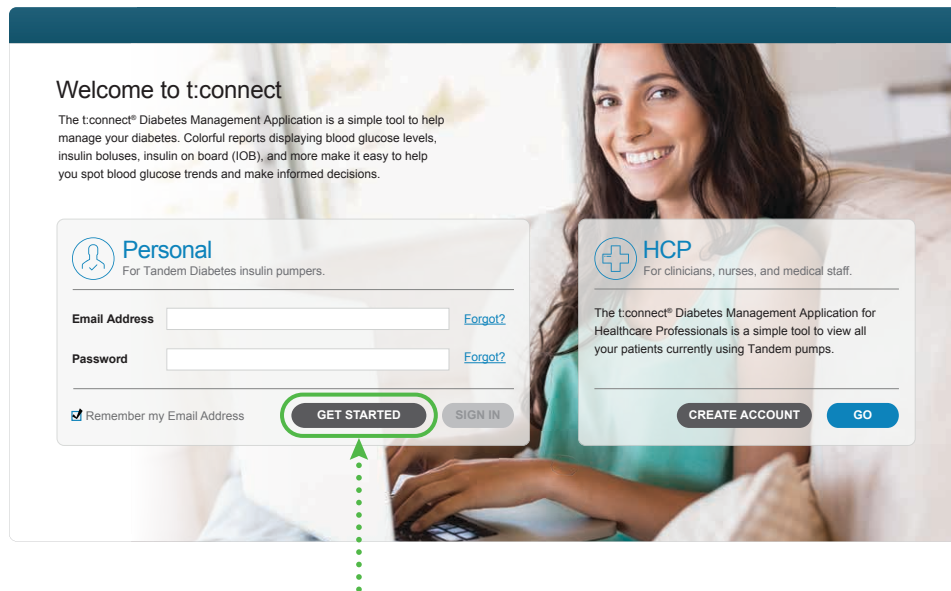 Welcome to t:connect
The t:connect® Diabetes Management Application is a simple tool to help
manage your diabetes. Colorful reports displaying blood glucose levels,
insulin boluses, insulin on board (IOB), and more make it easy to help
you spot blood glucose trends and make informed decisions.
Personal
For Tandem Diabetes insulin pumpers.
Email Address Forgot?
Password Forgot?
Remember my Email Address GET STARTED SIGN IN
HCP
For clinicians, nurses, and medical staff.
The t:connect® Diabetes Management Application for
Healthcare Professionals is a simple tool to view all
your patients currently using Tandem pumps.
CREATE ACCOUNT GO